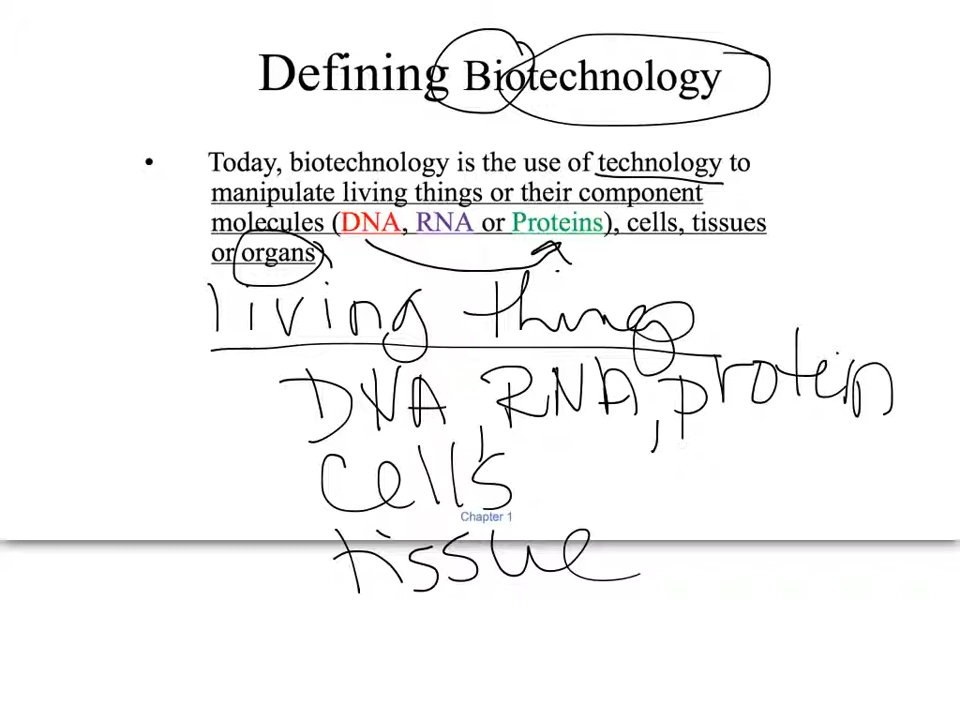 Defining Biotechnology
• Today, biotechnology is the use of technology to
manipulate living things or their component
molecules (DNA, RNA or Proteins), cells, tissues
or organs)
living things
DNA, RNA, protein
cells
Chapter 1
tissue